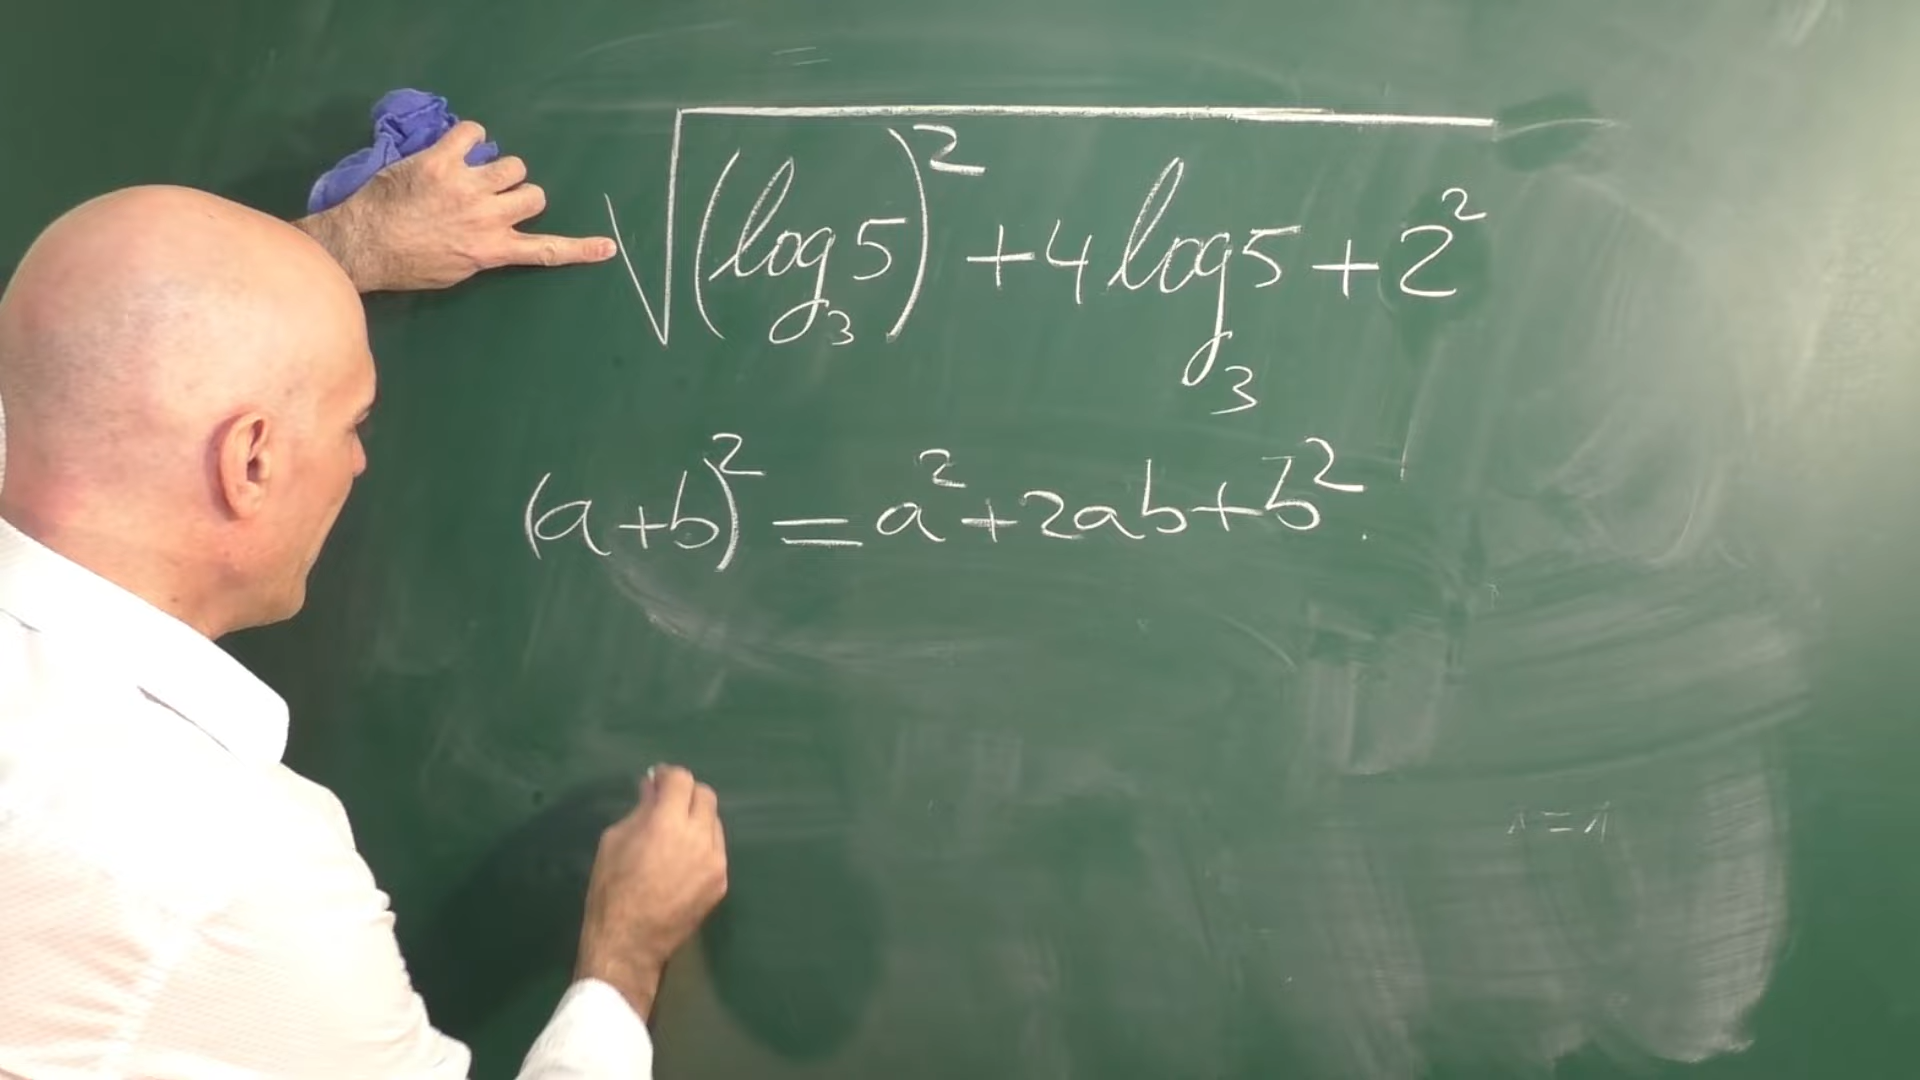 √((log₃5)² + 4 log₃5 + 2²)
(a+b)² = a² + 2ab + b²